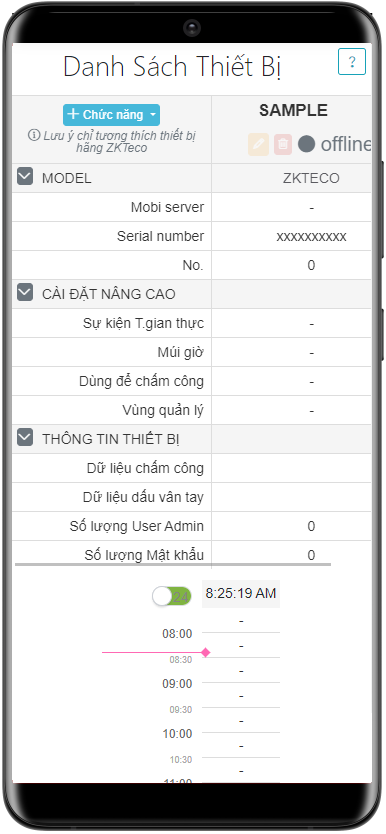 Danh Sách Thiết Bị
?
Chức năng
Lưu ý chỉ tương thích thiết bị
hãng ZKTeco
SAMPLE
offline
MODEL
ZKTECO
Mobi server
-
Serial number
xxxxxxxxxx
No.
0
CÀI ĐẶT NÂNG CAO
Sự kiện T.gian thực
-
Múi giờ
-
Dùng để chấm công
-
Vùng quản lý
-
THÔNG TIN THIẾT BỊ
Dữ liệu chấm công
Dữ liệu dấu vân tay
Số lượng User Admin
0
Số lượng Mật khẩu
0
24
8:25:19 AM
-
08:00
-
08:30
-
09:00
-
09:30
-
10:00
-
10:30
-
11:00